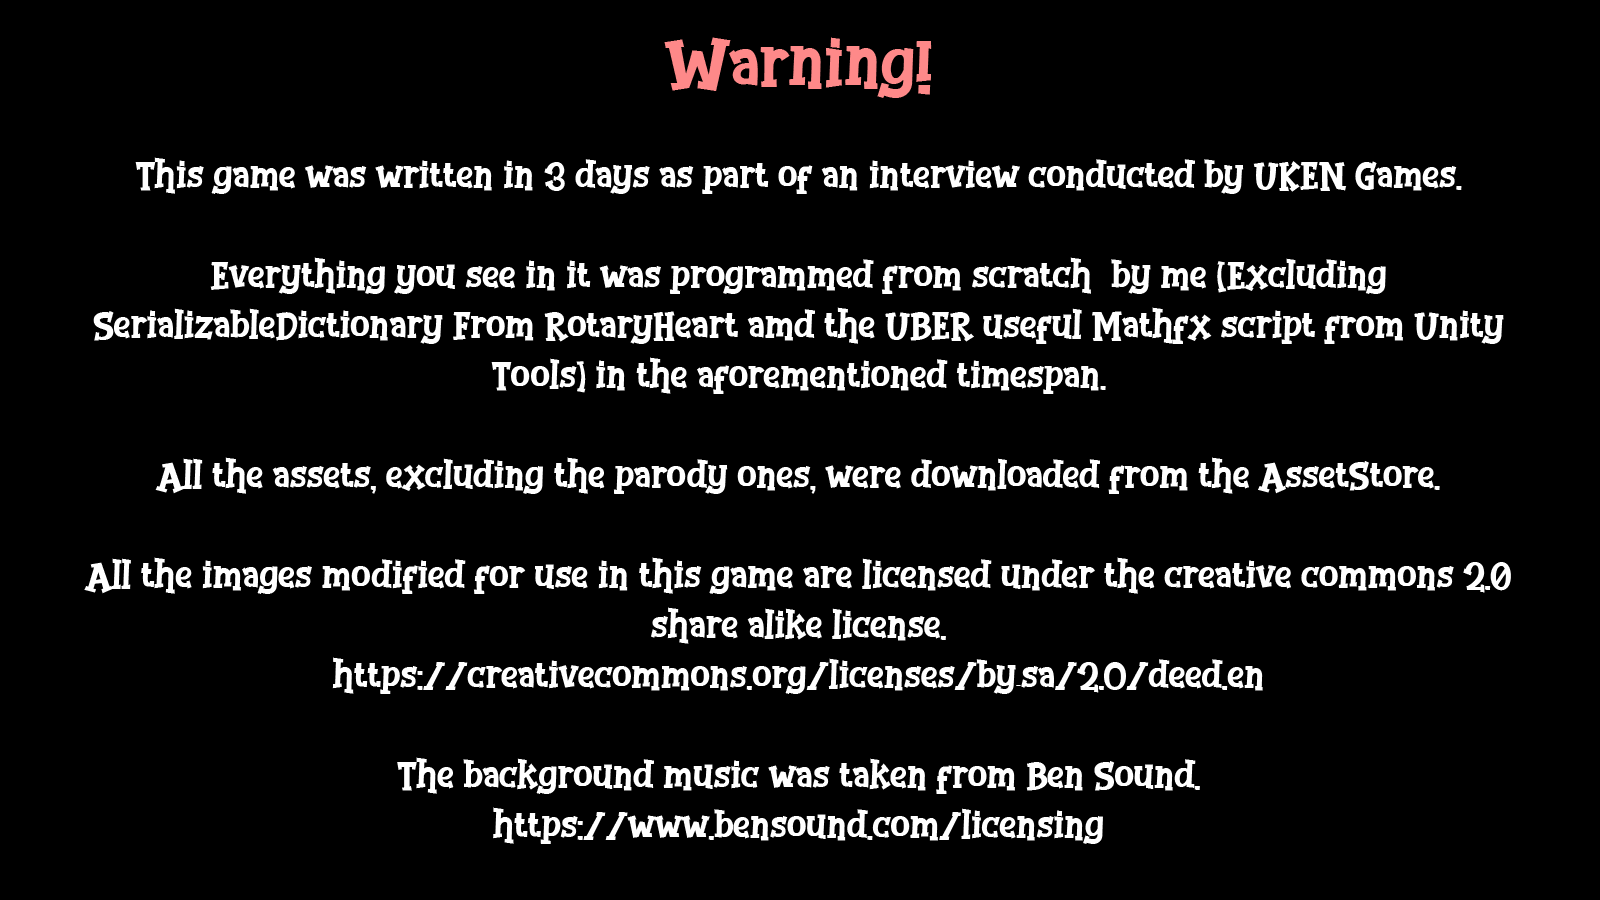 Warning!
This game was written in 3 days as part of an interview conducted by UKEN Games.
Everything you see in it was programmed from scratch  by me (Excluding
SerializableDictionary From RotaryHeart amd the UBER useful Mathfx script from Unity
Tools) in the aforementioned timespan.
All the assets, excluding the parody ones, were downloaded from the AssetStore.
All the images modified for use in this game are licensed under the creative commons 2.0
share alike license.
https://creativecommons.org/licenses/by-sa/2.0/deed.en
The background music was taken from Ben Sound.
https://www.bensound.com/licensing